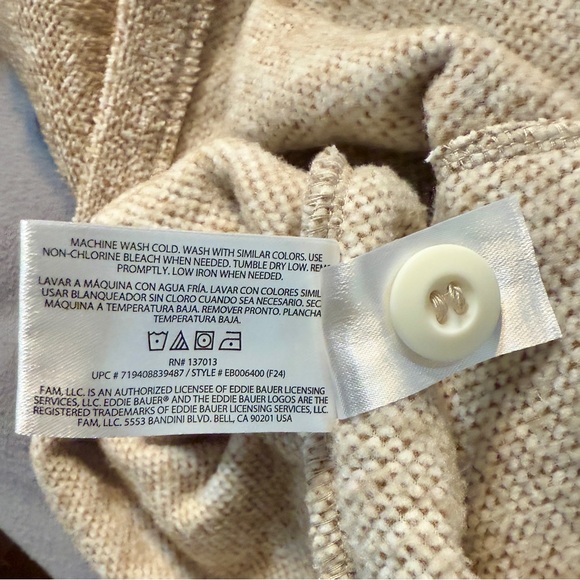 MACHINE WASH COLD. WASH WITH SIMILAR COLORS. USE
NON-CHLORINE BLEACH WHEN NEEDED. TUMBLE DRY LOW.
PROMPTLY. LOW IRON WHEN NEEDED.
LAVAR A MÁQUINA CON AGUA FRÍA. LAVAR CON COLORES
USAR BLANQUEADOR SIN CLORO CUANDO SEA NECESARIO.
MÁQUINA A TEMPERATURA BAJA. REMOVER PRONTO. PLANCHA
TEMPERATURA BAJA.
RN# 137013
UPC # 719408839487 / STYLE # EB006400 (F24)
FAM, LLC. IS AN AUTHORIZED LICENSEE OF EDDIE BAUER LICENSING
SERVICES, LLC. EDDIE BAUER® AND THE EDDIE BAUER LOGOS ARE THE
REGISTERED TRADEMARKS OF EDDIE BAUER LICENSING SERVICES, LLC.
FAM, LLC. 5553 BANDINI BLVD. BELL, CA 90201 USA